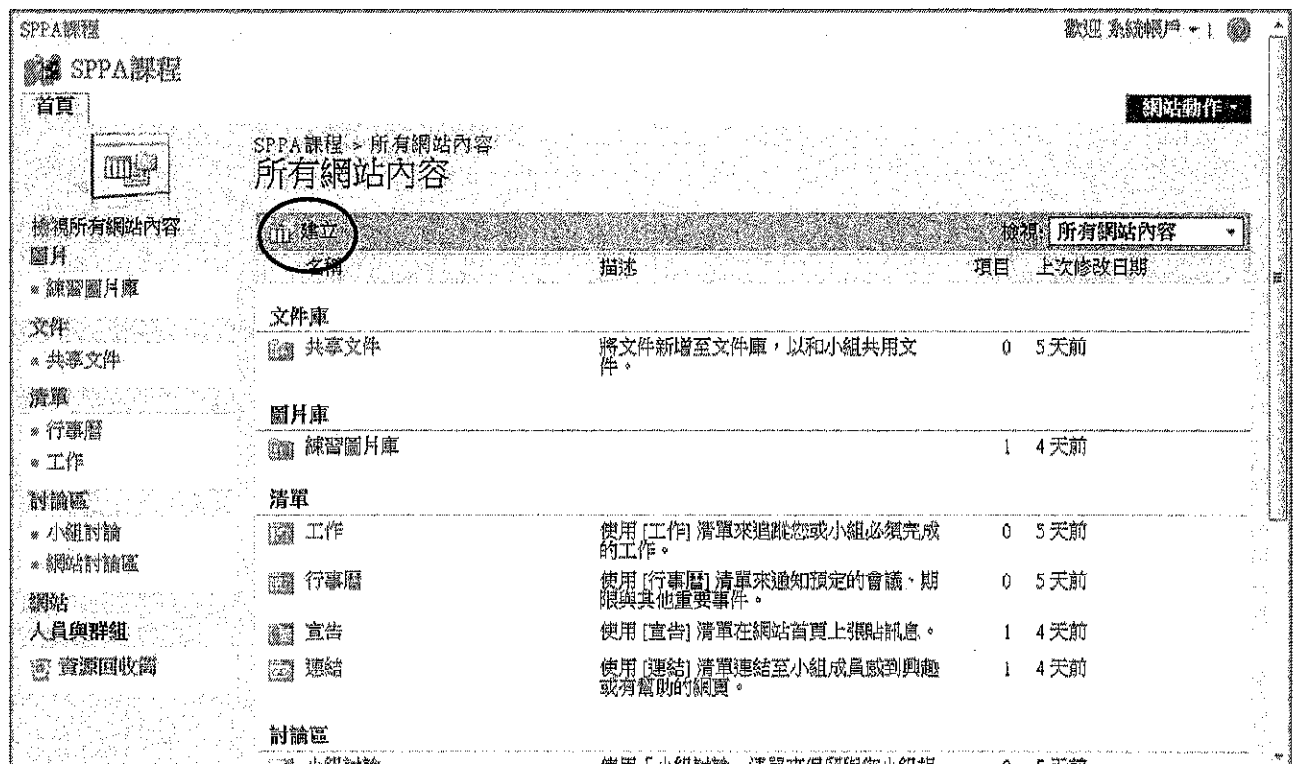 SPPA課程
歡迎 系統帳戶
SPPA課程
首頁
網站動作
SPPA課程 > 所有網站內容
所有網站內容
檢視所有網站內容
圖片
練習圖片庫
文件
共享文件
清單
行事曆
工作
討論區
小組討論
網站討論區
網站
人員與群組
資源回收筒
建立
檢視: 所有網站內容
名稱 描述 項目 上次修改日期
文件庫
共享文件 將文件新增至文件庫,以和小組共用文 0 5 天前
件。
圖片庫
練習圖片庫 1 4 天前
清單
工作 使用 [工作] 清單來追蹤您或小組必須完成 0 5 天前
的工作。
行事曆 使用 [行事曆] 清單來通知預定的會議、期 0 5 天前
限與其他重要事件。
宣告 使用 [宣告] 清單在網站首頁上張貼訊息。 1 4 天前
連結 使用 [連結] 清單連結至小組成員感到興趣 1 4 天前
或有幫助的網頁。
討論區